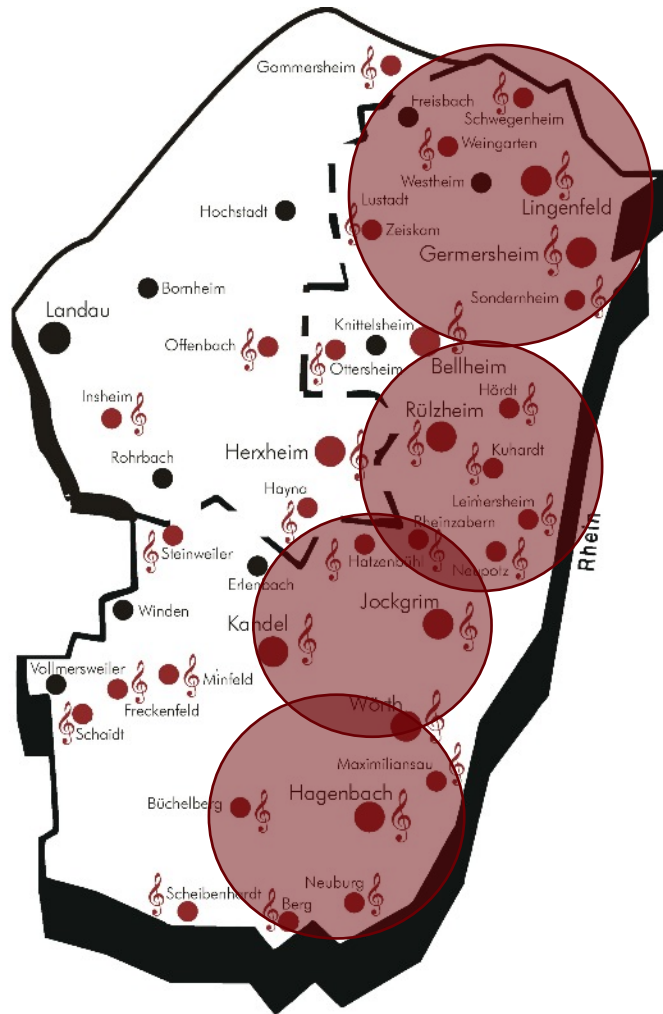 Gommersheim
Freisbach
Schwegenheim
Weingarten
Westheim
Lustadt
Lingenfeld
Hochstadt
Zeiskam
Germersheim
Bornheim
Sondernheim
Landau
Knittelsheim
Offenbach
Ottersheim
Bellheim
Insheim
Hördt
Rülzheim
Herxheim
Kuhardt
Rohrbach
Hayna
Leimersheim
Rheinzabern
Rhein
Steinweiler
Hatzenbühl
Neupotz
Erlenbach
Jockgrim
Winden
Kandel
Vollmersweiler
Minfeld
Freckenfeld
Wörth
Schaidt
Maximiliansau
Büchelberg
Hagenbach
Scheibenhardt
Neuburg
Berg